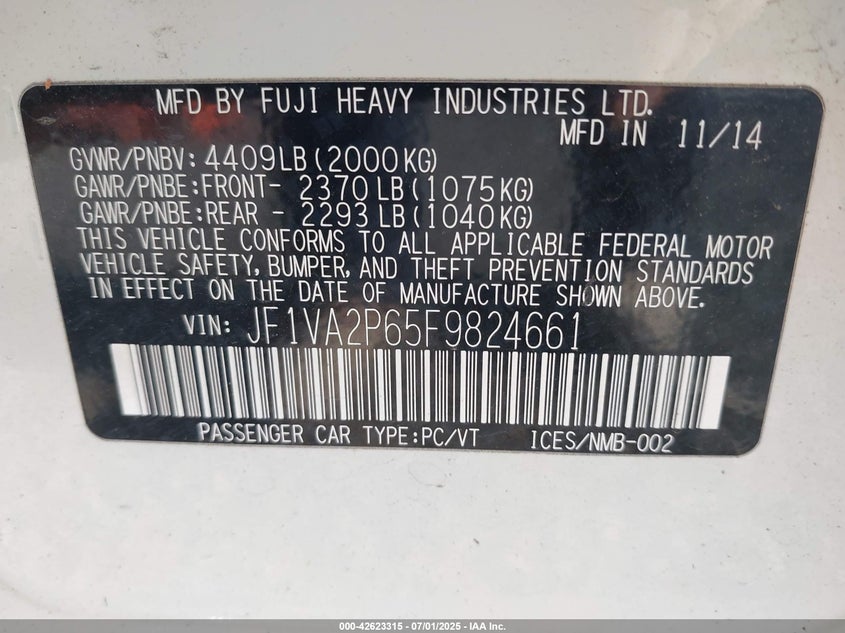 MFD BY FUJI HEAVY INDUSTRIES LTD.
MFD IN 11/14
GVWR/PNBV: 4409LB(2000KG)
GAWR/PNBE:FRONT- 2370LB(1075KG)
GAWR/PNBE:REAR - 2293LB(1040KG)
THIS VEHICLE CONFORMS TO ALL APPLICABLE FEDERAL MOTOR
VEHICLE SAFETY, BUMPER, AND THEFT PREVENTION STANDARDS
IN EFFECT ON THE DATE OF MANUFACTURE SHOWN ABOVE.
VIN: JF1VA2P65F9824661
PASSENGER CAR TYPE:PC/VT ICES/NMB-002
000-42623315 - 07/01/2025 - IAA Inc.